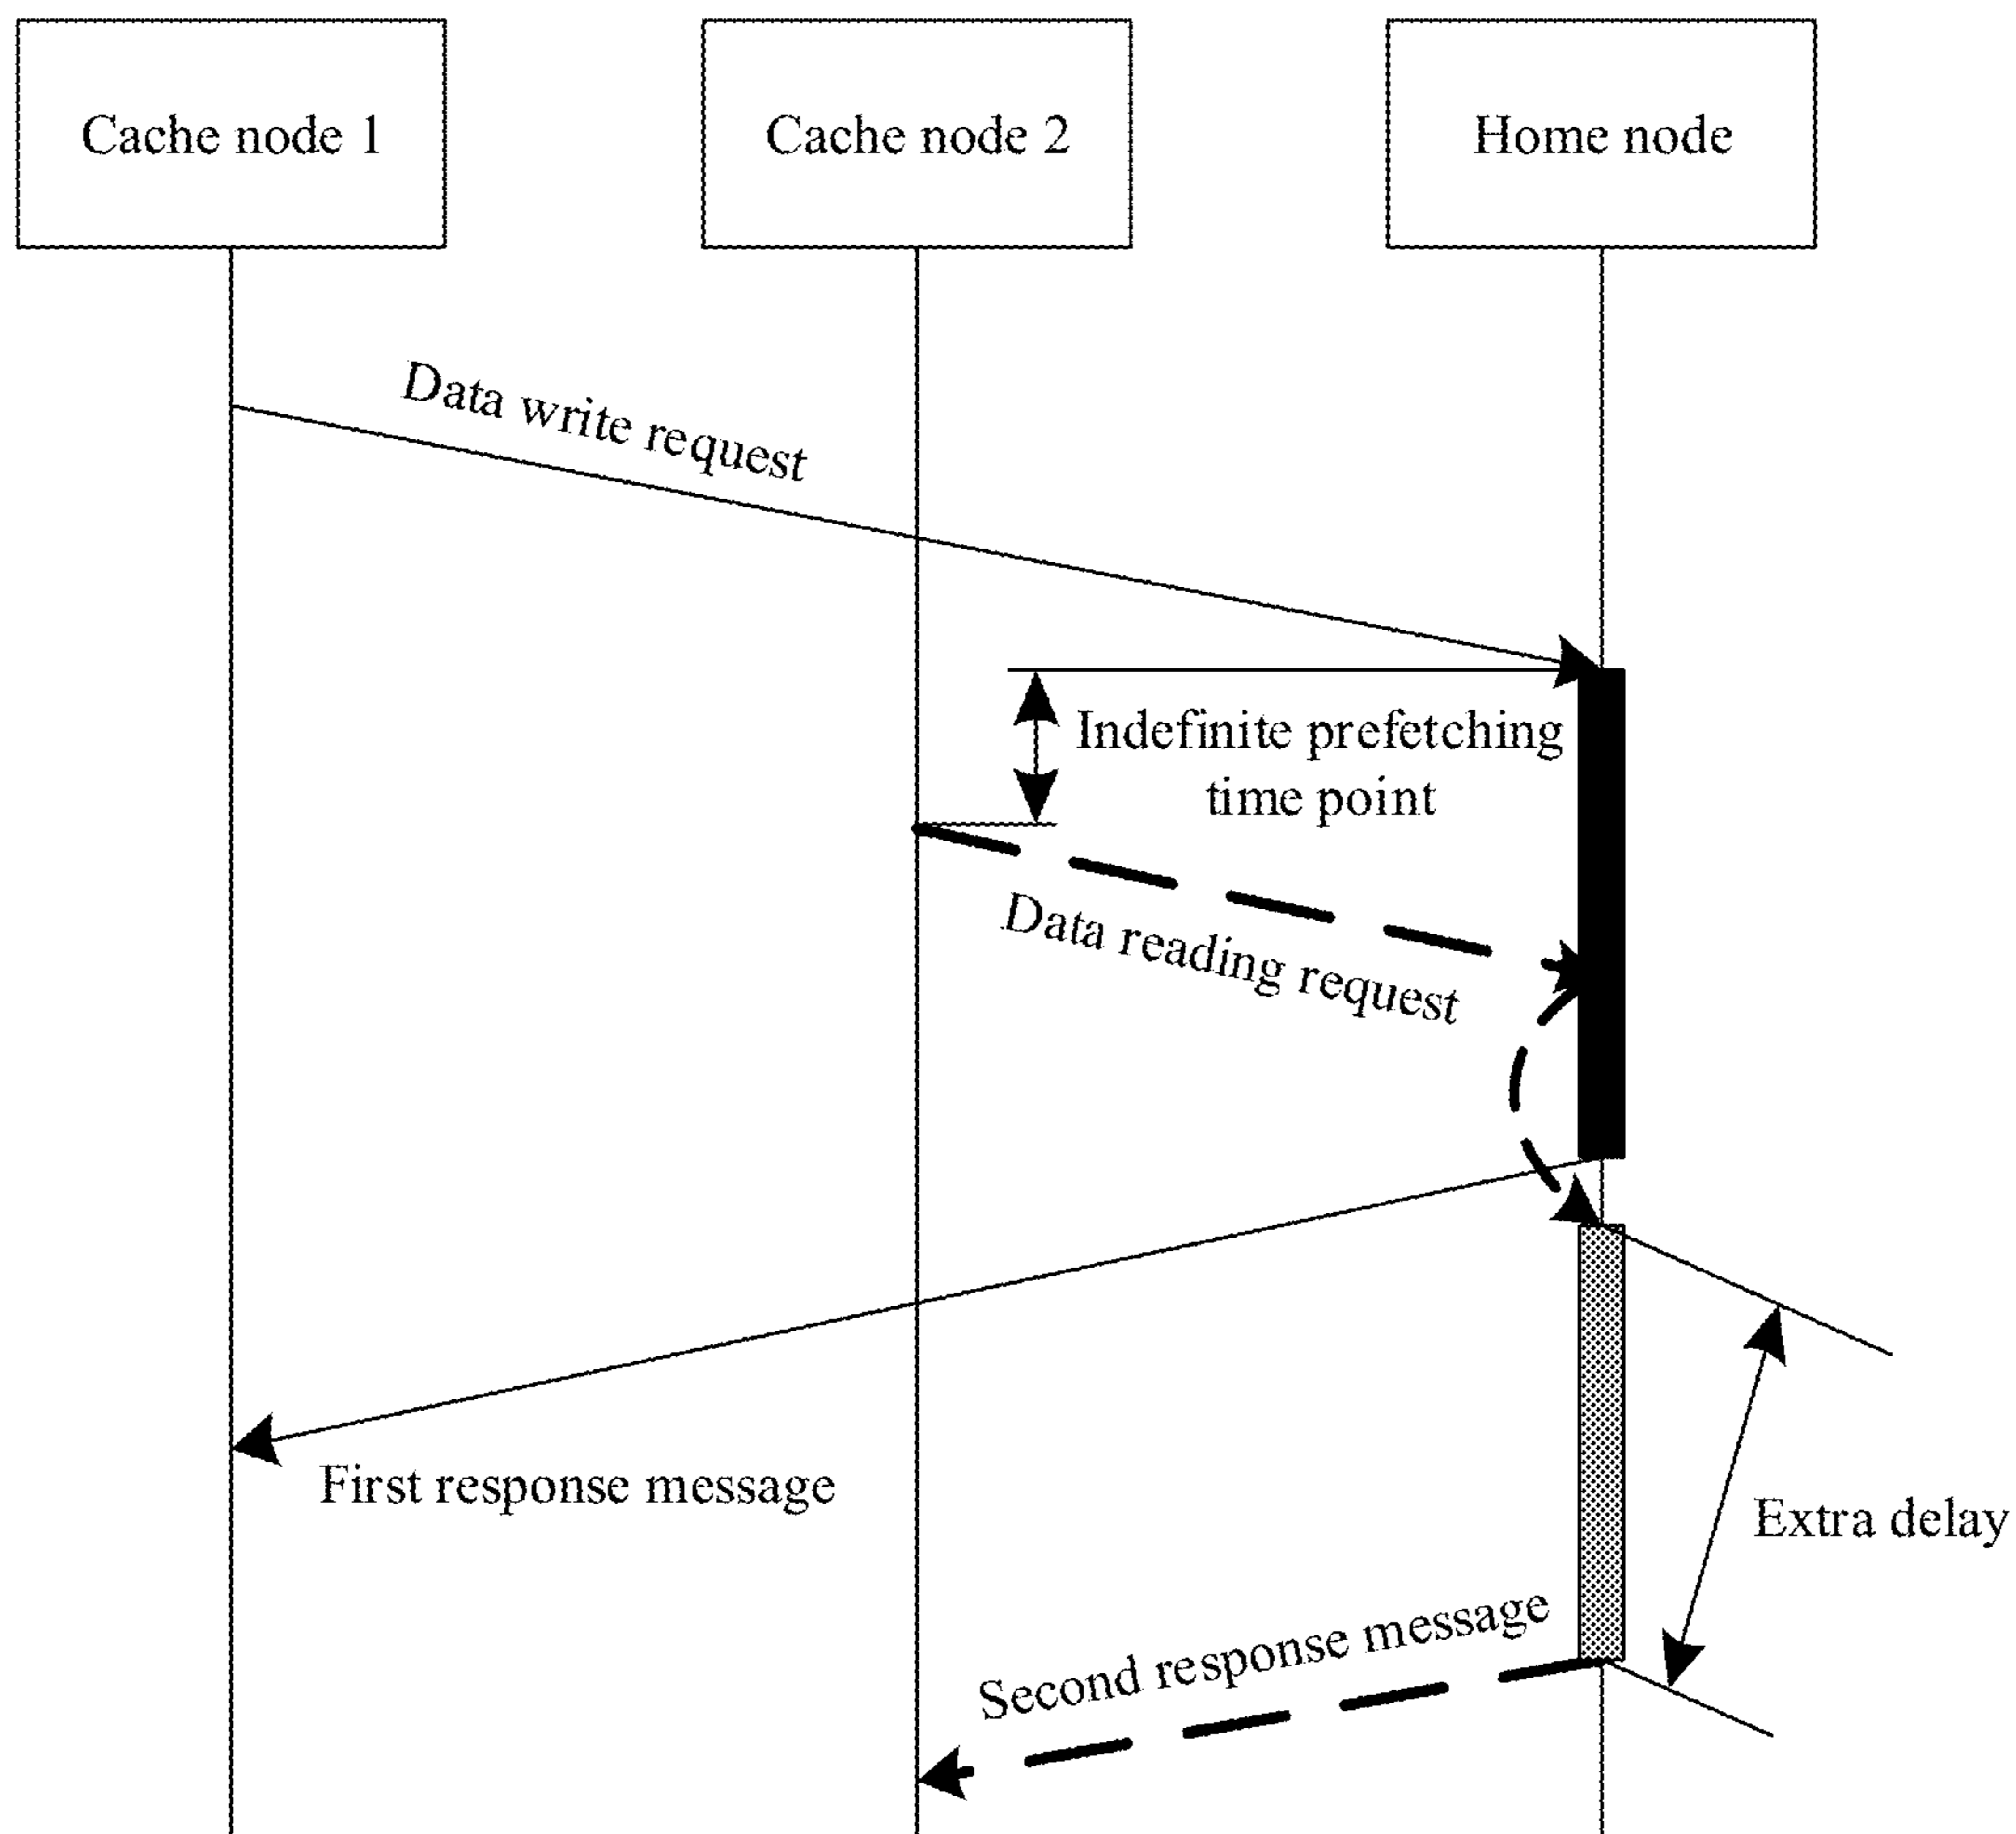 Cache node 1
Cache node 2
Home node
Data write request
Indefinite prefetching
time point
Data reading request
First response message
Extra delay
Second response message